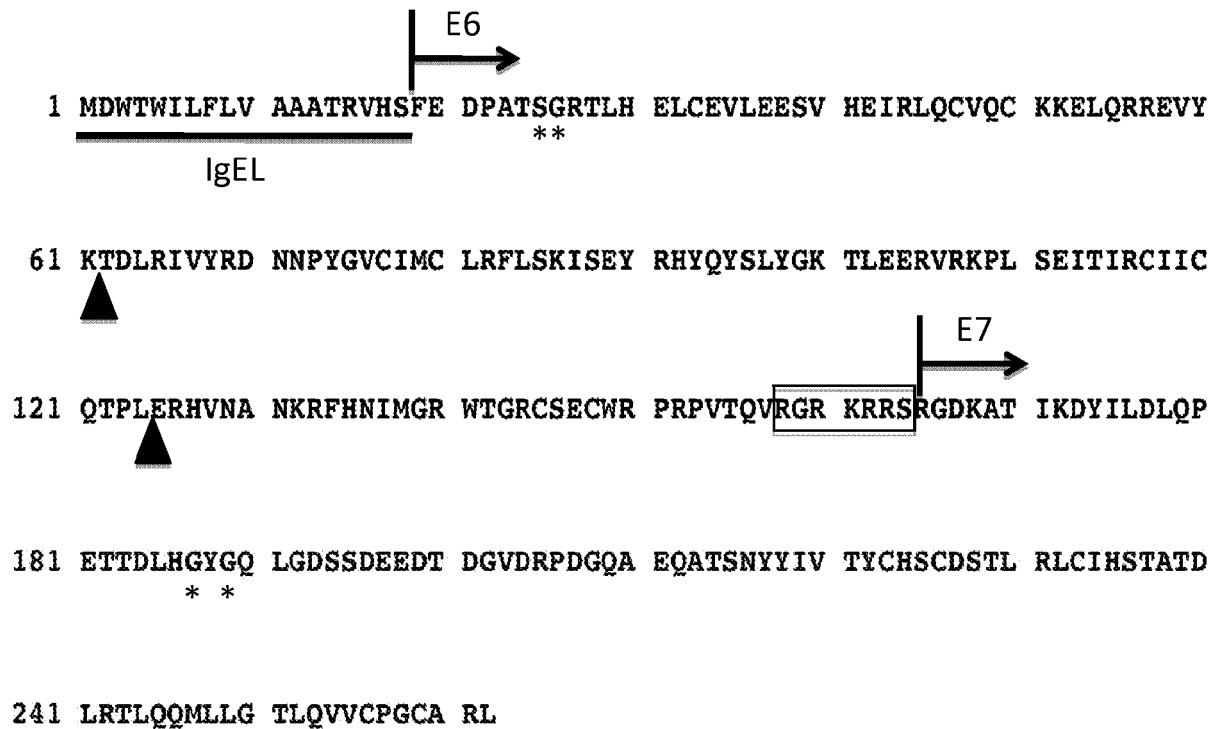 E6
1 MDWTWILFLV AAATRVHSFE DPATSGRTLH ELCEVLEESV HEIRLQCVQC KKELQRREVY
**
IgEL
61 KTDLRIVYRD NNPYGVCIMC LRFLSKISEY RHYQYSLYGK TLEERVRKPL SEITIRCIIC
E7
121 QTPLERHVNA NKRFHNIMGR WTGRCSECWR PRPVTQVRGR KRRSRGDKAT IKDYILDLQP
181 ETTDLHGYGQ LGDSSDEEDT DGVDRPDGQA EQATSNYYIV TYCHSCDSTL RLCIHSTATD
* *
241 LRTLQQMLLG TLQVVCPGCA RL